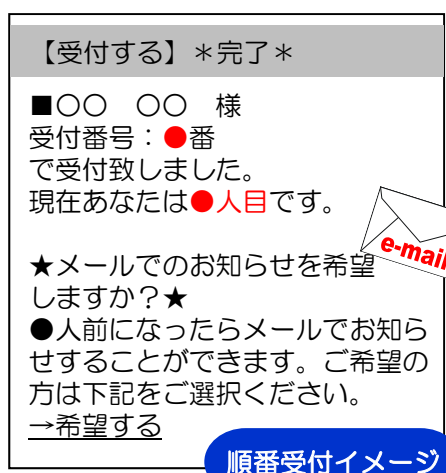 【受付する】＊完了＊
■○○　○○　様
受付番号：●番
で受付致しました。
現在あなたは●人目です。
e-mail
★メールでのお知らせを希望
しますか？★
●人前になったらメールでお知ら
せすることができます。ご希望の
方は下記をご選択ください。
→希望する
順番受付イメージ